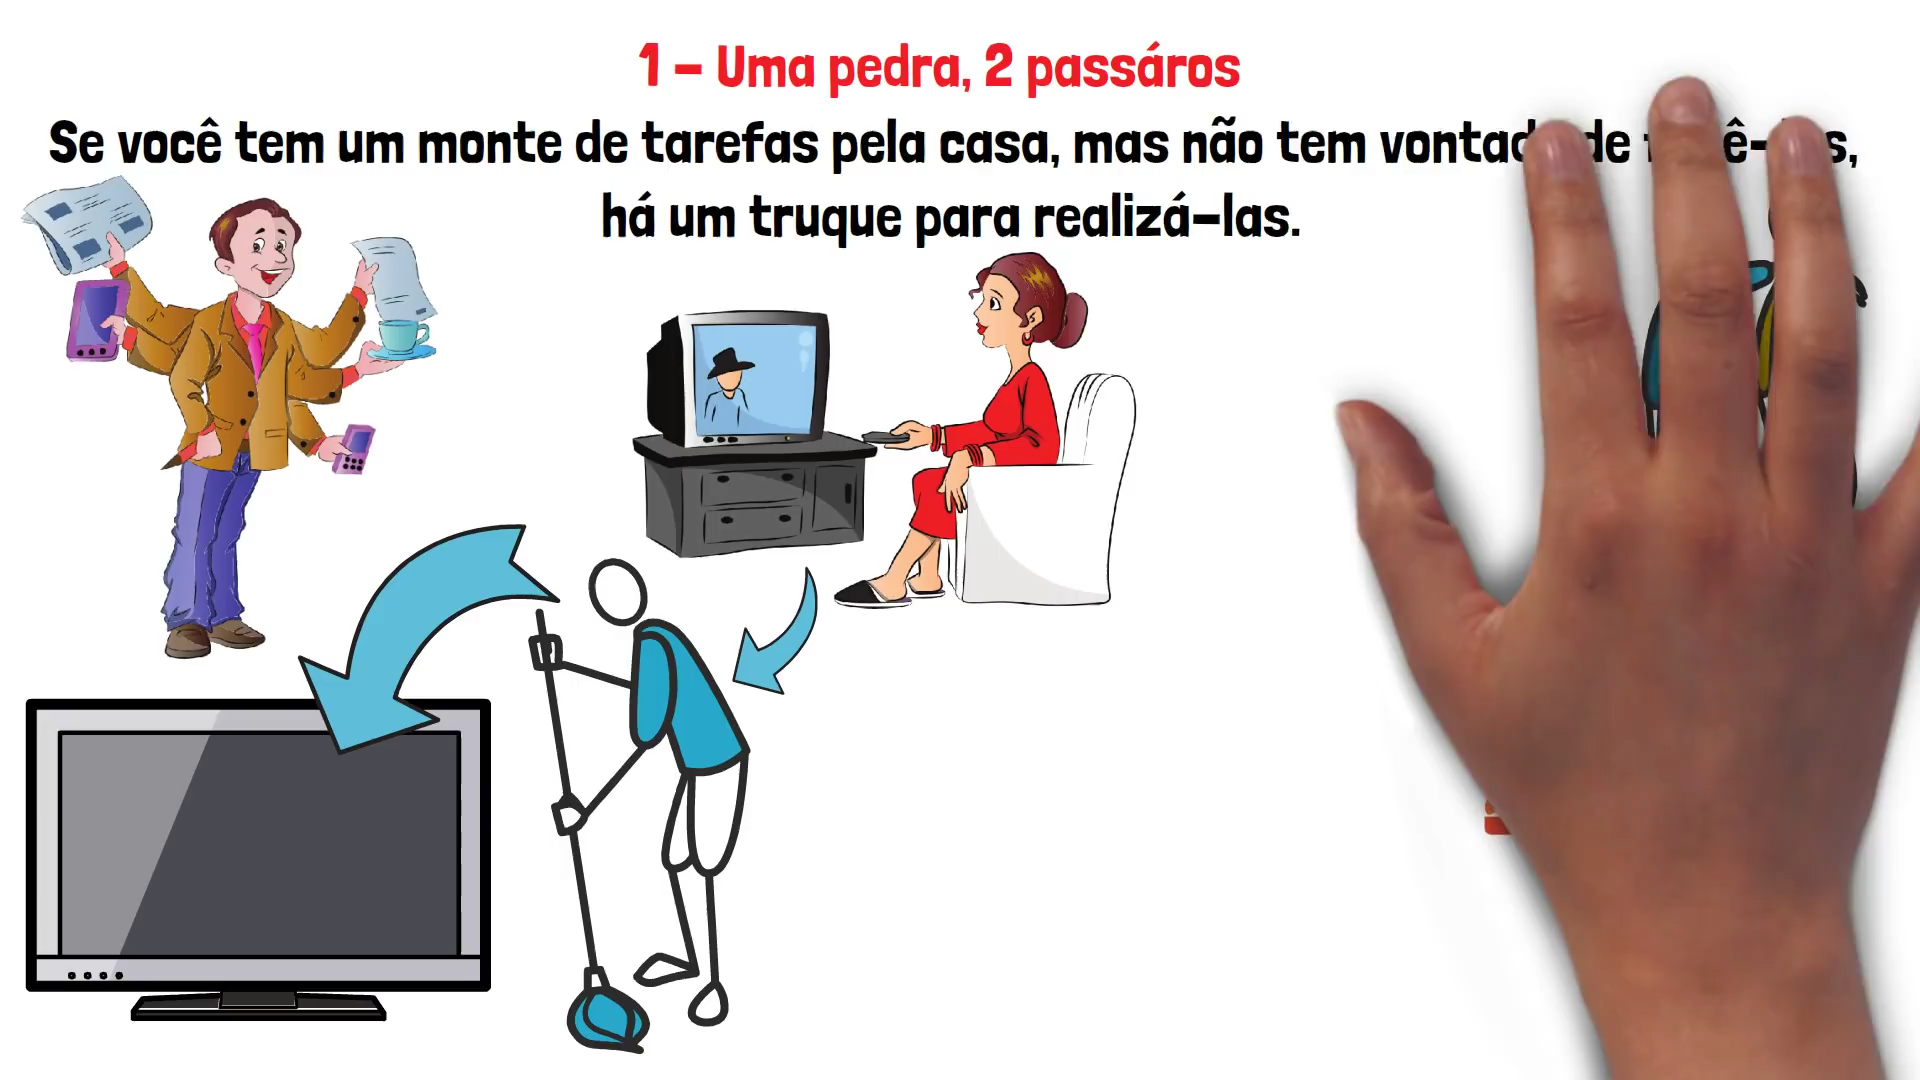 1 – Uma pedra, 2 passáros
Se você tem um monte de tarefas pela casa, mas não tem de
há um truque para realizá-las.